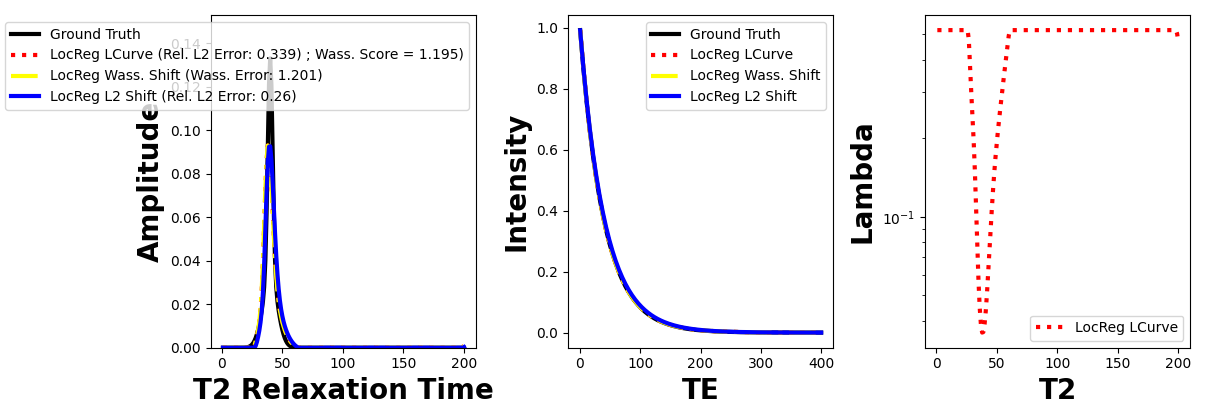 Ground Truth
LocReg LCurve (Rel. L2 Error: 0.339) ; Wass. Score = 1.195)
LocReg Wass. Shift (Wass. Error: 1.201)
LocReg L2 Shift (Rel. L2 Error: 0.26)
0.14
0.12
0.10
0.08
0.06
0.04
0.02
0.00
Amplitude
0
50
100
150
200
T2 Relaxation Time
Ground Truth
LocReg LCurve
LocReg Wass. Shift
LocReg L2 Shift
1.0
0.8
0.6
0.4
0.2
0.0
Intensity
0
100
200
300
400
TE
10⁻¹
Lambda
LocReg LCurve
0
50
100
150
200
T2